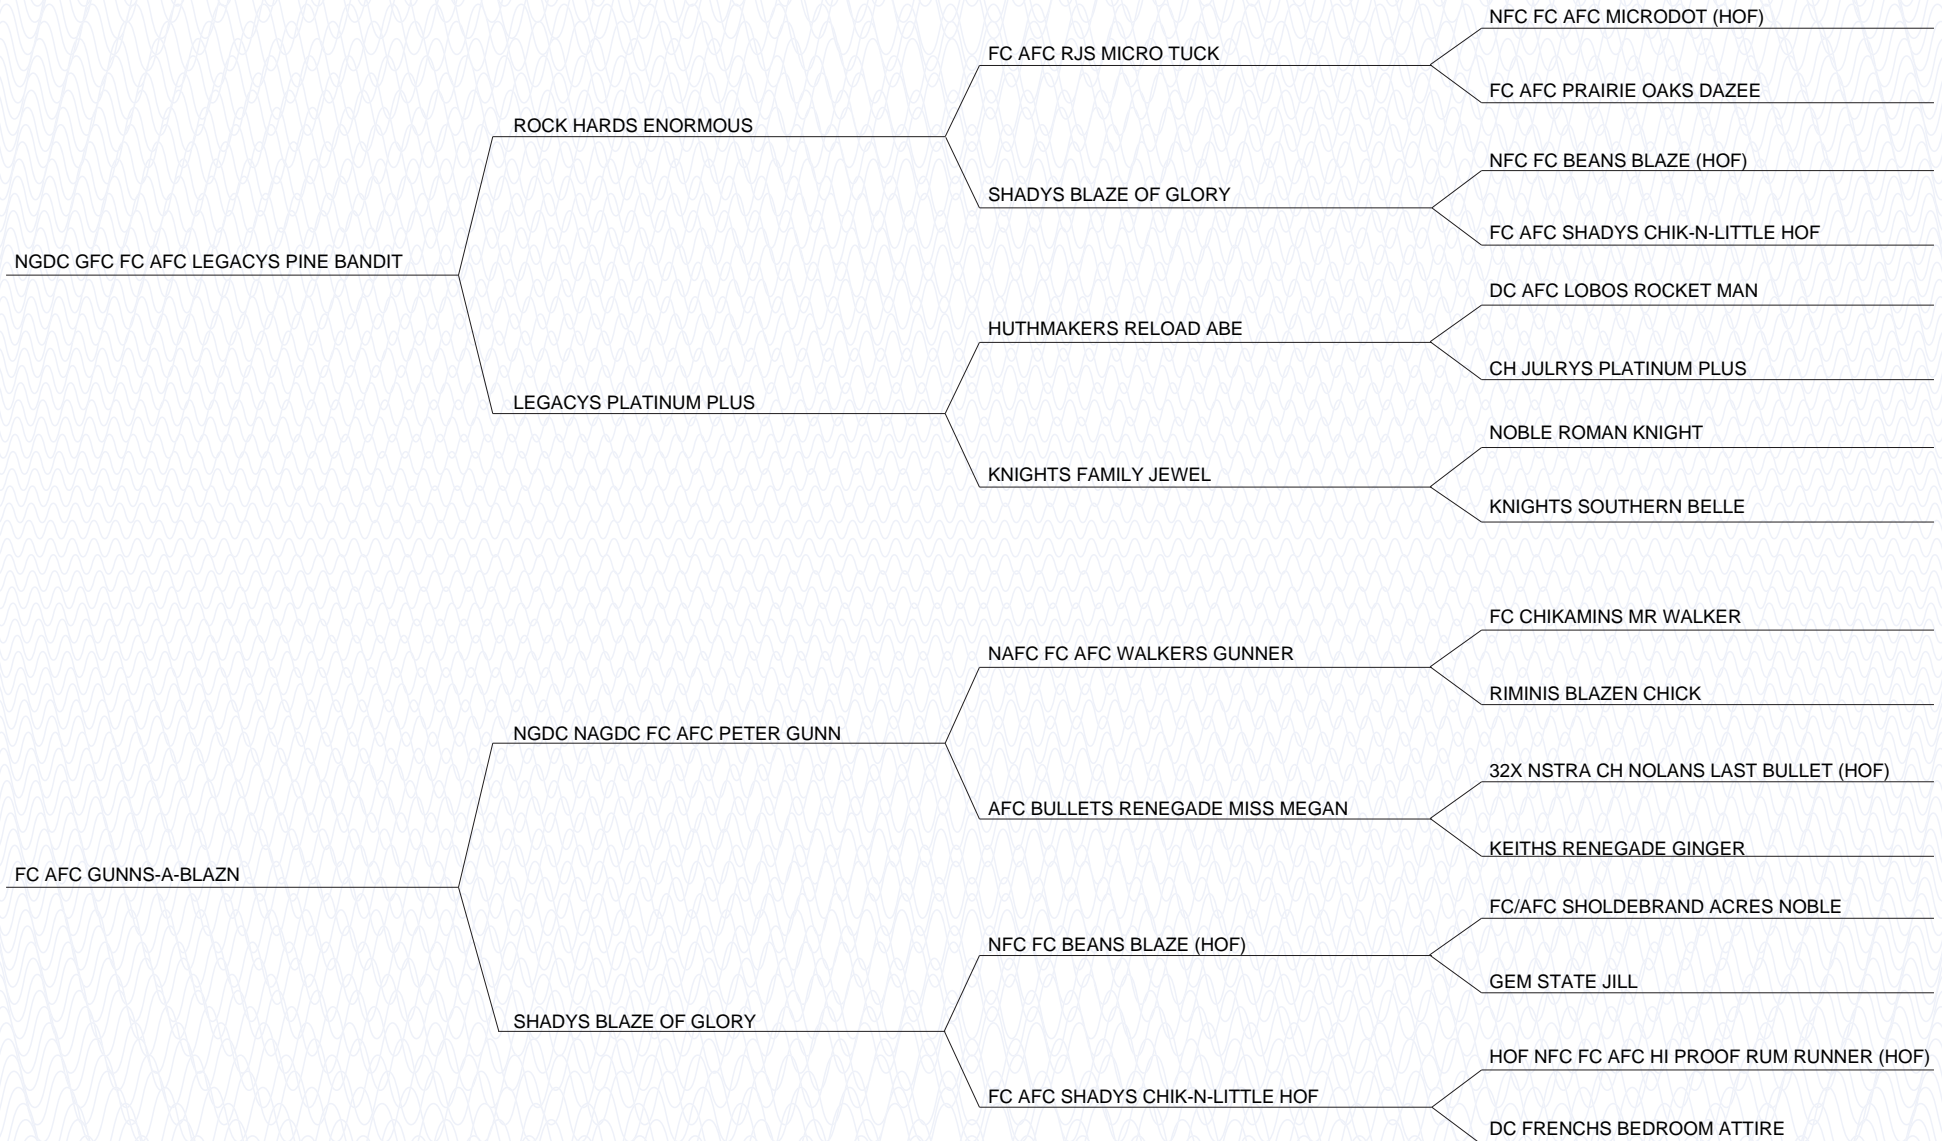 NFC FC AFC MICRODOT (HOF)
FC AFC RJS MICRO TUCK
FC AFC PRAIRIE OAKS DAZEE
ROCK HARDS ENORMOUS
NFC FC BEANS BLAZE (HOF)
SHADYS BLAZE OF GLORY
FC AFC SHADYS CHIK-N-LITTLE HOF
NGDC GFC FC AFC LEGACYS PINE BANDIT
DC AFC LOBOS ROCKET MAN
HUTHMAKERS RELOAD ABE
CH JULRYS PLATINUM PLUS
LEGACYS PLATINUM PLUS
NOBLE ROMAN KNIGHT
KNIGHTS FAMILY JEWEL
KNIGHTS SOUTHERN BELLE
FC CHIKAMINS MR WALKER
NAFC FC AFC WALKERS GUNNER
RIMINIS BLAZEN CHICK
NGDC NAGDC FC AFC PETER GUNN
32X NSTRA CH NOLANS LAST BULLET (HOF)
AFC BULLETS RENEGADE MISS MEGAN
KEITHS RENEGADE GINGER
FC AFC GUNNS-A-BLAZN
FC/AFC SHOLDEBRAND ACRES NOBLE
NFC FC BEANS BLAZE (HOF)
GEM STATE JILL
SHADYS BLAZE OF GLORY
HOF NFC FC AFC HI PROOF RUM RUNNER (HOF)
FC AFC SHADYS CHIK-N-LITTLE HOF
DC FRENCHS BEDROOM ATTIRE